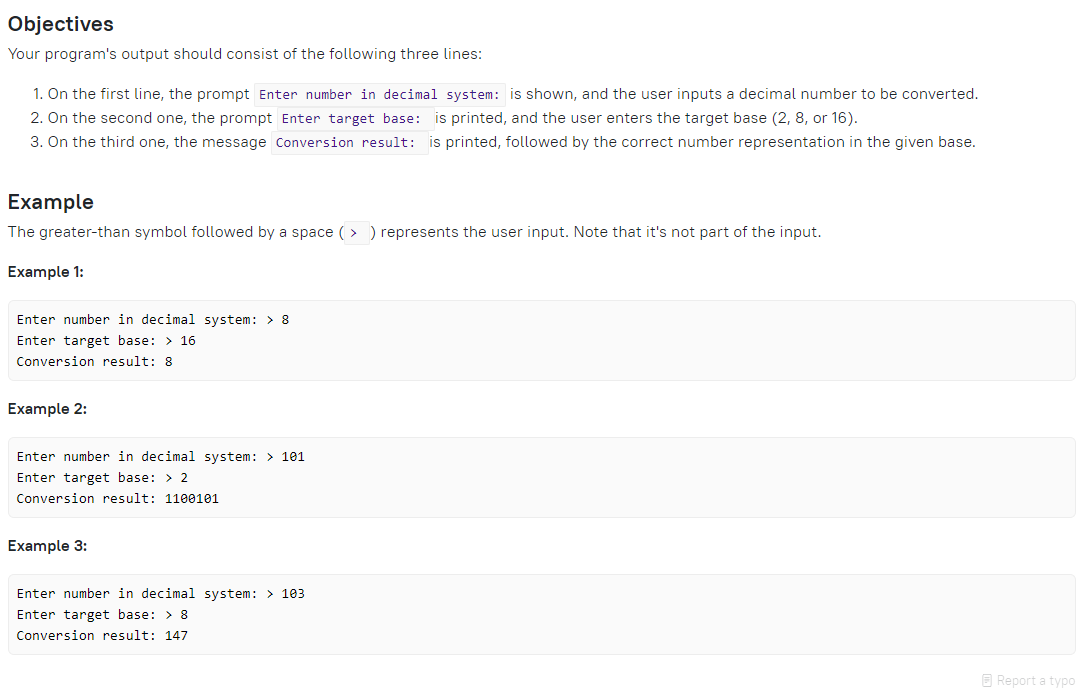 Objectives
Your program's output should consist of the following three lines:
1. On the first line, the prompt Enter number in decimal system: is shown, and the user inputs a decimal number to be converted.
2. On the second one, the prompt Enter target base: is printed, and the user enters the target base (2, 8, or 16).
3. On the third one, the message Conversion result: is printed, followed by the correct number representation in the given base.
Example
The greater-than symbol followed by a space ( > ) represents the user input. Note that it's not part of the input.
Example 1:
Enter number in decimal system: > 8
Enter target base: > 16
Conversion result: 8
Example 2:
Enter number in decimal system: > 101
Enter target base: > 2
Conversion result: 1100101
Example 3:
Enter number in decimal system: > 103
Enter target base: > 8
Conversion result: 147
Report a typo